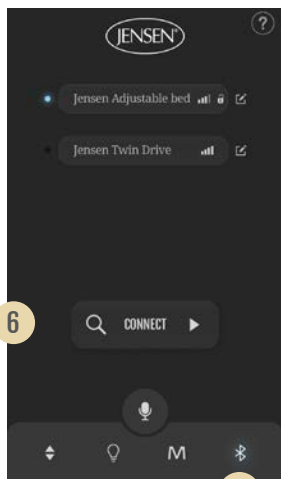 JENSEN®
?
Jensen Adjustable bed
Jensen Twin Drive
6
CONNECT
M